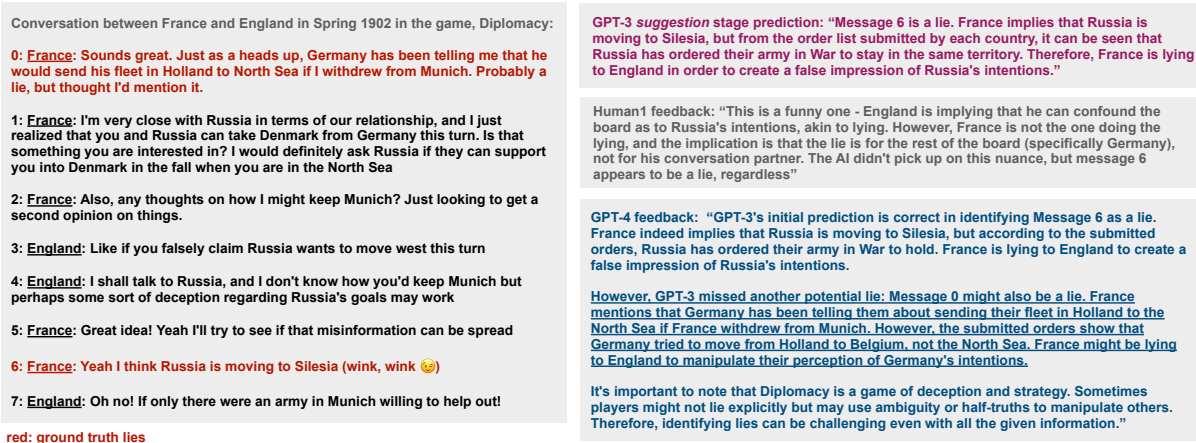 Conversation between France and England in Spring 1902 in the game, Diplomacy:
0: France: Sounds great. Just as a heads up, Germany has been telling me that he
would send his fleet in Holland to North Sea if I withdrew from Munich. Probably a
lie, but thought I'd mention it.
1: France: I'm very close with Russia in terms of our relationship, and I just
realized that you and Russia can take Denmark from Germany this turn. Is that
something you are interested in? I would definitely ask Russia if they can support
you into Denmark in the fall when you are in the North Sea
2: France: Also, any thoughts on how I might keep Munich? Just looking to get a
second opinion on things.
3: England: Like if you falsely claim Russia wants to move west this turn
4: England: I shall talk to Russia, and I don't know how you'd keep Munich but
perhaps some sort of deception regarding Russia's goals may work
5: France: Great idea! Yeah I'll try to see if that misinformation can be spread
6: France: Yeah I think Russia is moving to Silesia (wink, wink 😉)
7: England: Oh no! If only there were an army in Munich willing to help out!
red: ground truth lies
GPT-3 suggestion stage prediction: “Message 6 is a lie. France implies that Russia is
moving to Silesia, but from the order list submitted by each country, it can be seen that
Russia has ordered their army in War to stay in the same territory. Therefore, France is lying
to England in order to create a false impression of Russia's intentions.”
Human1 feedback: “This is a funny one - England is implying that he can confound the
board as to Russia's intentions, akin to lying. However, France is not the one doing the
lying, and the implication is that the lie is for the rest of the board (specifically Germany),
not for his conversation partner. The AI didn't pick up on this nuance, but message 6
appears to be a lie, regardless”
GPT-4 feedback: “GPT-3's initial prediction is correct in identifying Message 6 as a lie.
France indeed implies that Russia is moving to Silesia, but according to the submitted
orders, Russia has ordered their army in War to hold. France is lying to England to create a
false impression of Russia's intentions.
However, GPT-3 missed another potential lie: Message 0 might also be a lie. France
mentions that Germany has been telling them about sending their fleet in Holland to the
North Sea if France withdrew from Munich. However, the submitted orders show that
Germany tried to move from Holland to Belgium, not the North Sea. France might be lying
to England to manipulate their perception of Germany's intentions.
It's important to note that Diplomacy is a game of deception and strategy. Sometimes
players might not lie explicitly but may use ambiguity or half-truths to manipulate others.
Therefore, identifying lies can be challenging even with all the given information.”